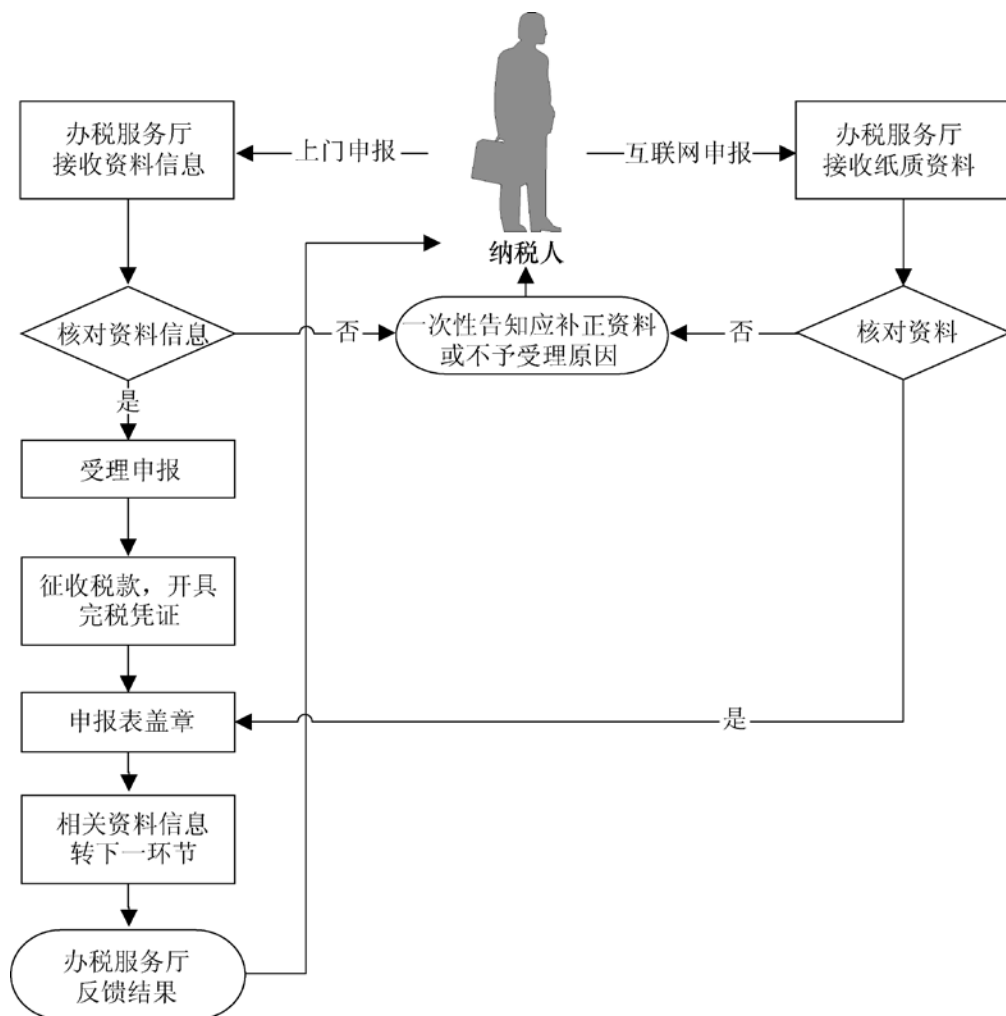 办税服务厅
接收资料信息
上门申报
互联网申报
办税服务厅
接收纸质资料
纳税人
核对资料信息
否
一次性告知应补正资料
或不予受理原因
否
核对资料
是
受理申报
征收税款，开具
完税凭证
申报表盖章
是
相关资料信息
转下一环节
办税服务厅
反馈结果